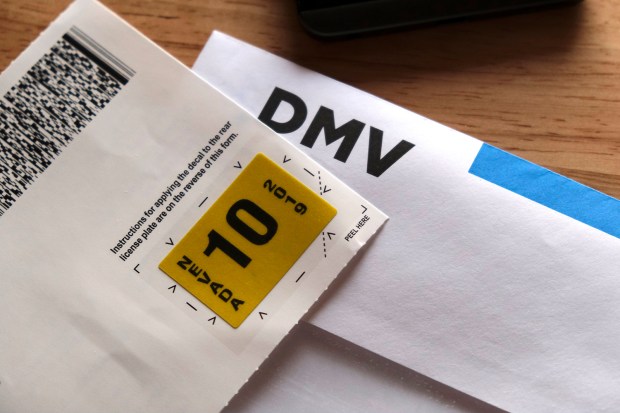 DMV
Instructions for applying the decal to the rear
license plate are on the reverse of this form.
2019
10
NEVADA
PEEL HERE